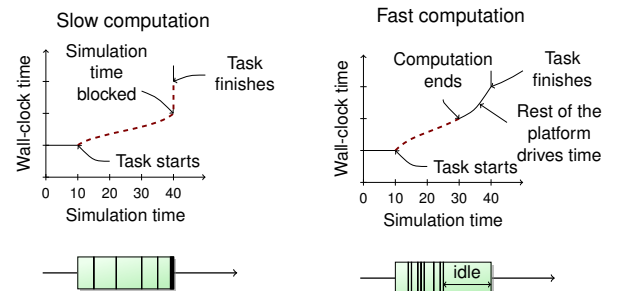 Slow computation
Simulation
time
blocked
Task
finishes
Wall-clock time
Task starts
0 10 20 30 40
Simulation time
Fast computation
Computation
ends
Task
finishes
Rest of the
platform
drives time
Wall-clock time
Task starts
0 10 20 30 40
Simulation time
idle